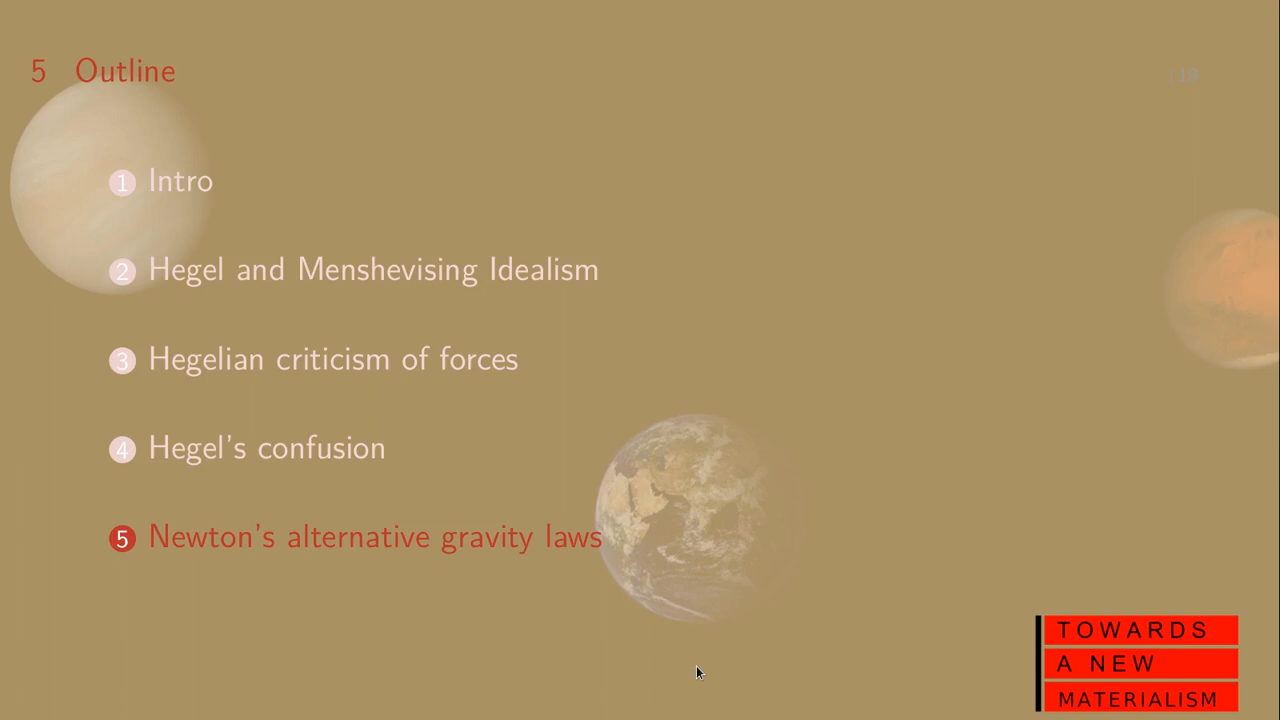 5 Outline
/ 19
1 Intro
2 Hegel and Menshevising Idealism
3 Hegelian criticism of forces
4 Hegel's confusion
5 Newton's alternative gravity laws
TOWARDS
A NEW
MATERIALISM